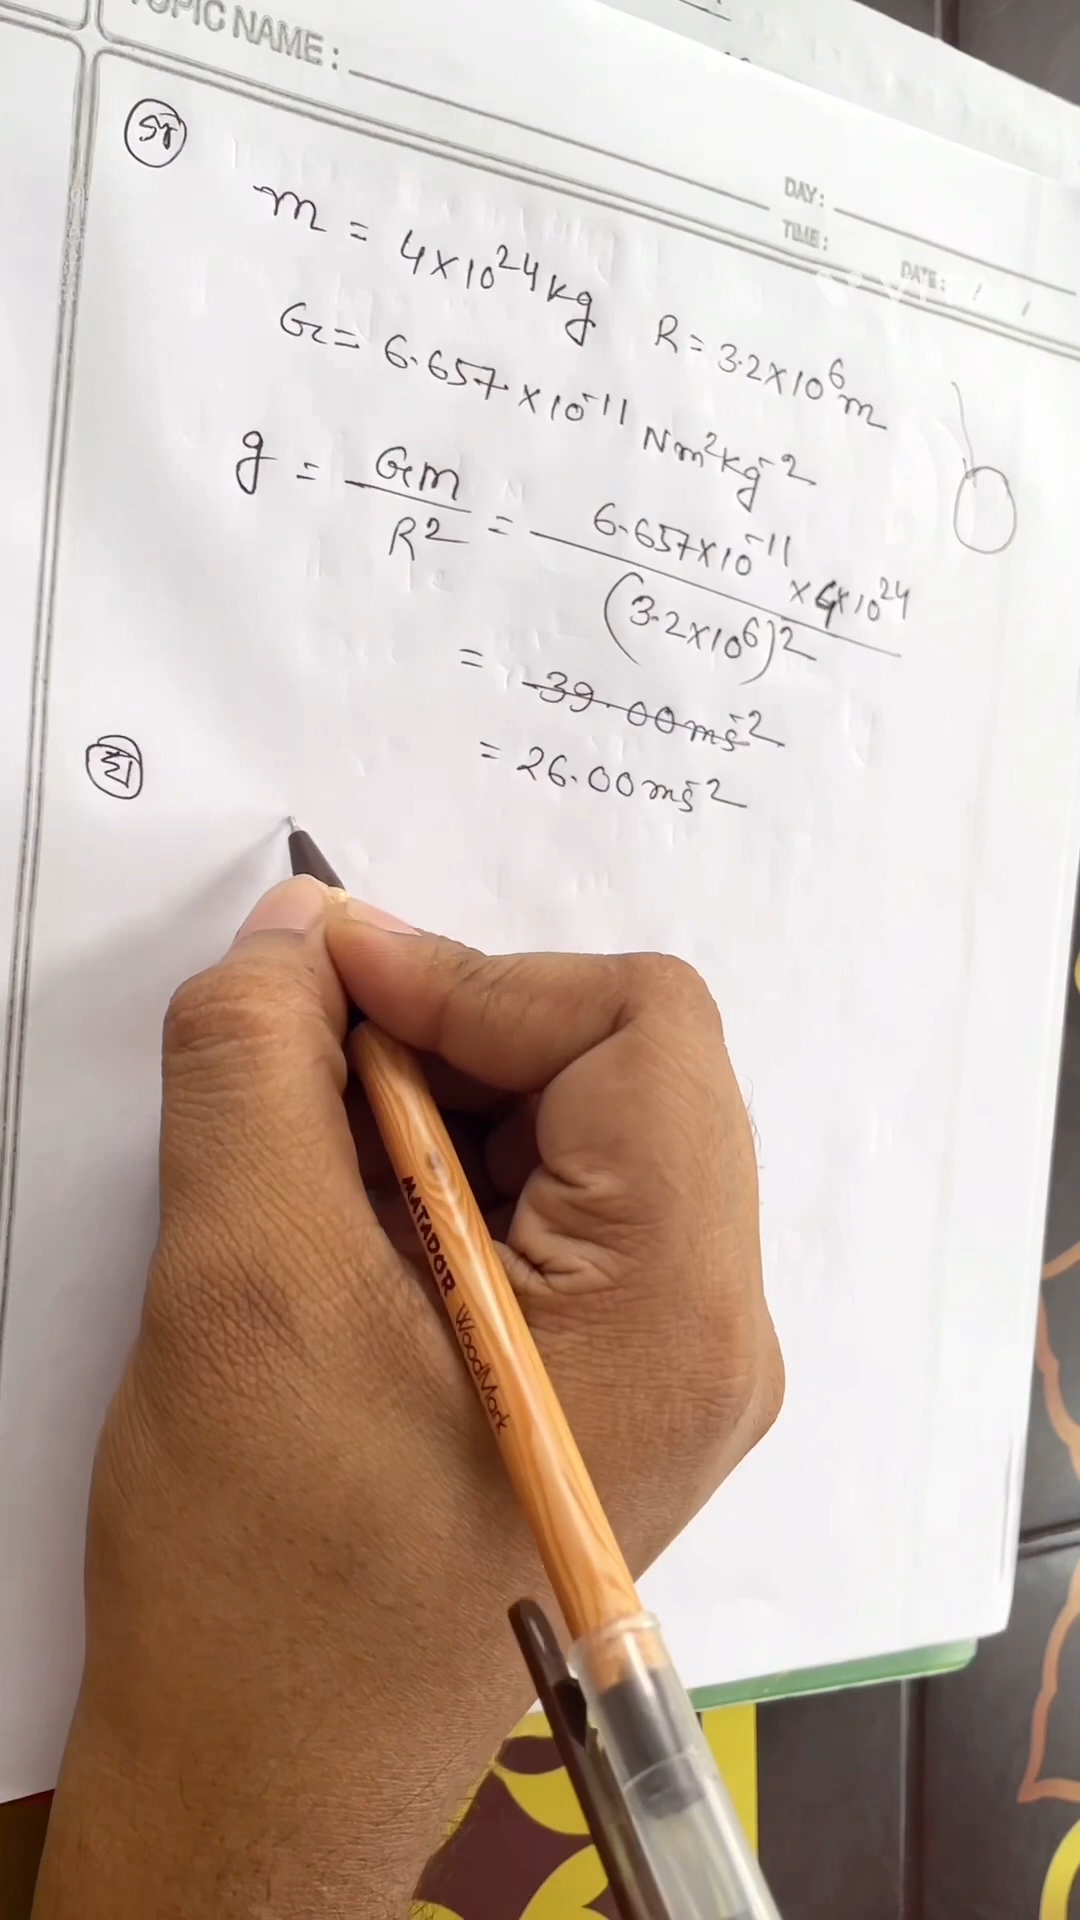 TOPIC NAME :
DAY :
TIME :
DATE : / /
গ
m = 4×10²⁴kg R = 3.2×10⁶m
G = 6.657×10⁻¹¹ Nm²kg⁻²
g = Gm/R² = 6.657×10⁻¹¹ × 4×10²⁴/(3.2×10⁶)²
= 39.00ms⁻²
= 26.00ms⁻²
ঘ
MATADOR WoodMark